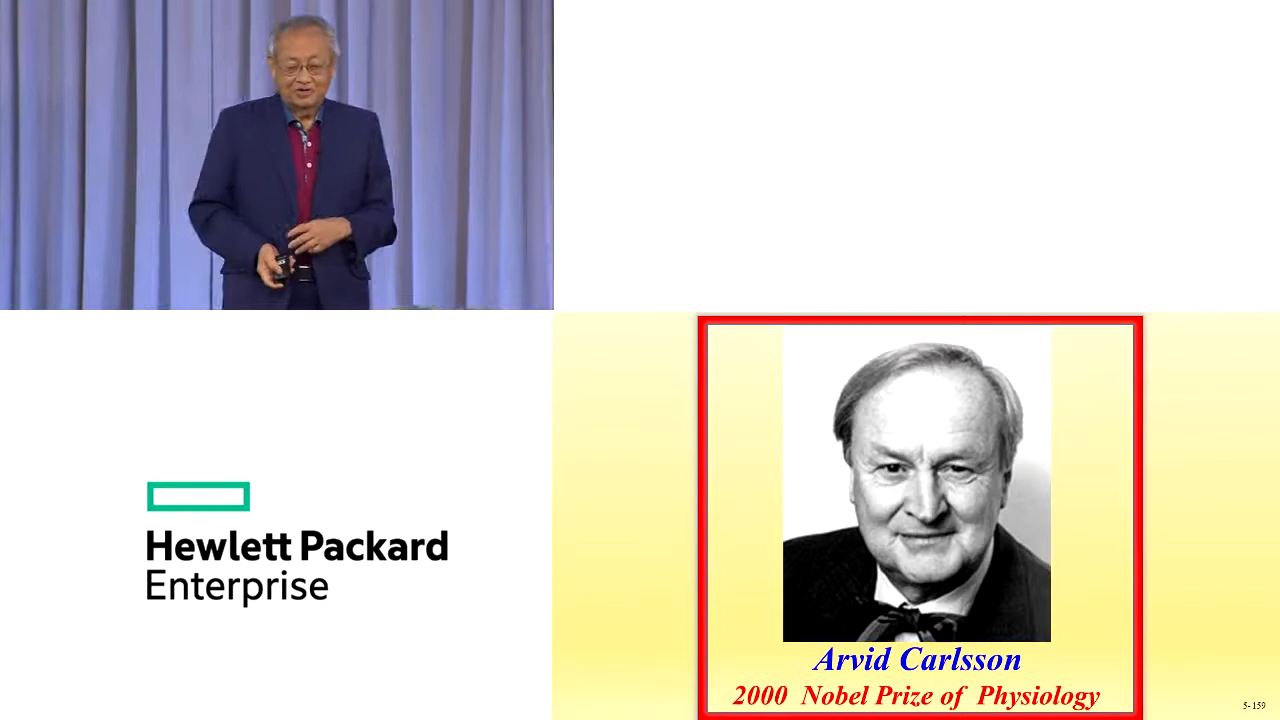 Hewlett Packard
Enterprise
Arvid Carlsson
2000 Nobel Prize of Physiology
5-159